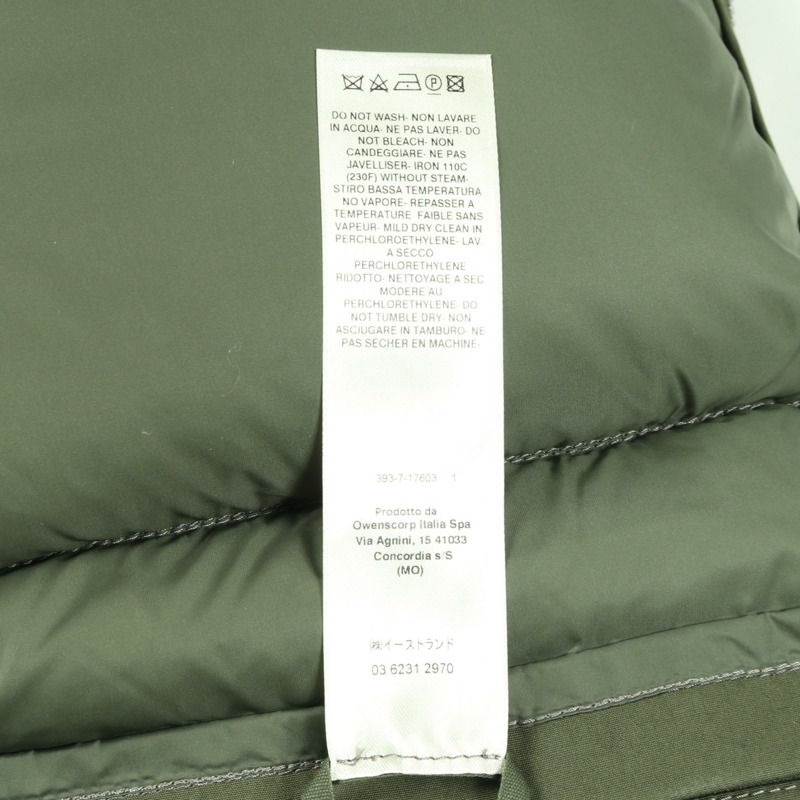 DO NOT WASH- NON LAVARE
IN ACQUA- NE PAS LAVER- DO
NOT BLEACH- NON
CANDEGGIARE- NE PAS
JAVELLISER- IRON 110C
(230F) WITHOUT STEAM-
STIRO BASSA TEMPERATURA
NO VAPORE- REPASSER A
TEMPERATURE FAIBLE SANS
VAPEUR- MILD DRY CLEAN IN
PERCHLOROETHYLENE- LAV.
A SECCO
PERCHLORETHYLENE
RIDOTTO- NETTOYAGE A SEC
MODERE AU
PERCHLORETHYLENE- DO
NOT TUMBLE DRY- NON
ASCIUGARE IN TAMBURO- NE
PAS SECHER EN MACHINE-
393-7-17603 1
Prodotto da
Owenscorp Italia Spa
Via Agnini, 15 41033
Concordia s/S
(MO)
㈱イーストランド
03 6231 2970